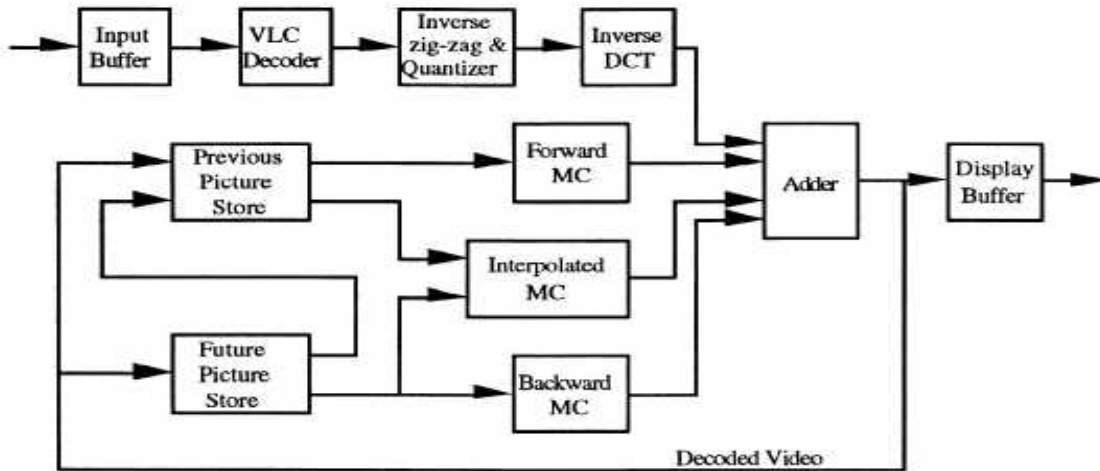 Input
Buffer
VLC
Decoder
Inverse
zig-zag &
Quantizer
Inverse
DCT
Previous
Picture
Store
Forward
MC
Adder
Display
Buffer
Interpolated
MC
Future
Picture
Store
Backward
MC
Decoded Video